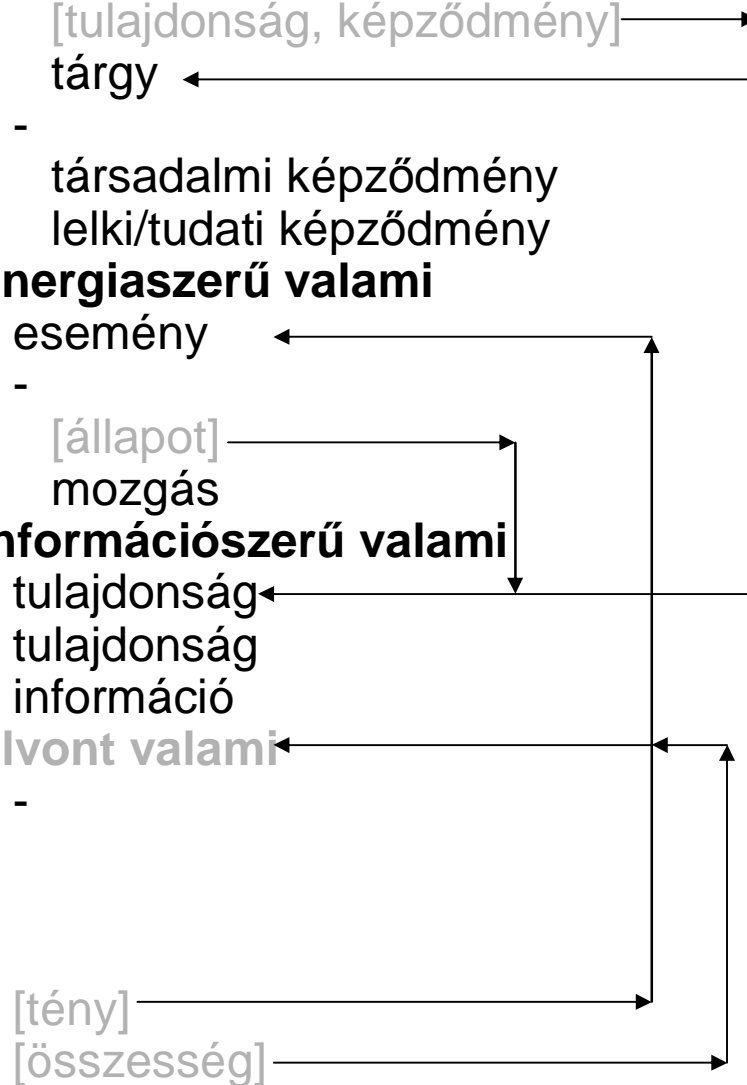 [tulajdonság, képződmény]
tárgy
-
társadalmi képződmény
lelki/tudati képződmény
nergiaszerű valami
esemény
-
[állapot]
mozgás
nformációszerű valami
tulajdonság
tulajdonság
információ
lvont valami
-
[tény]
[összesség]